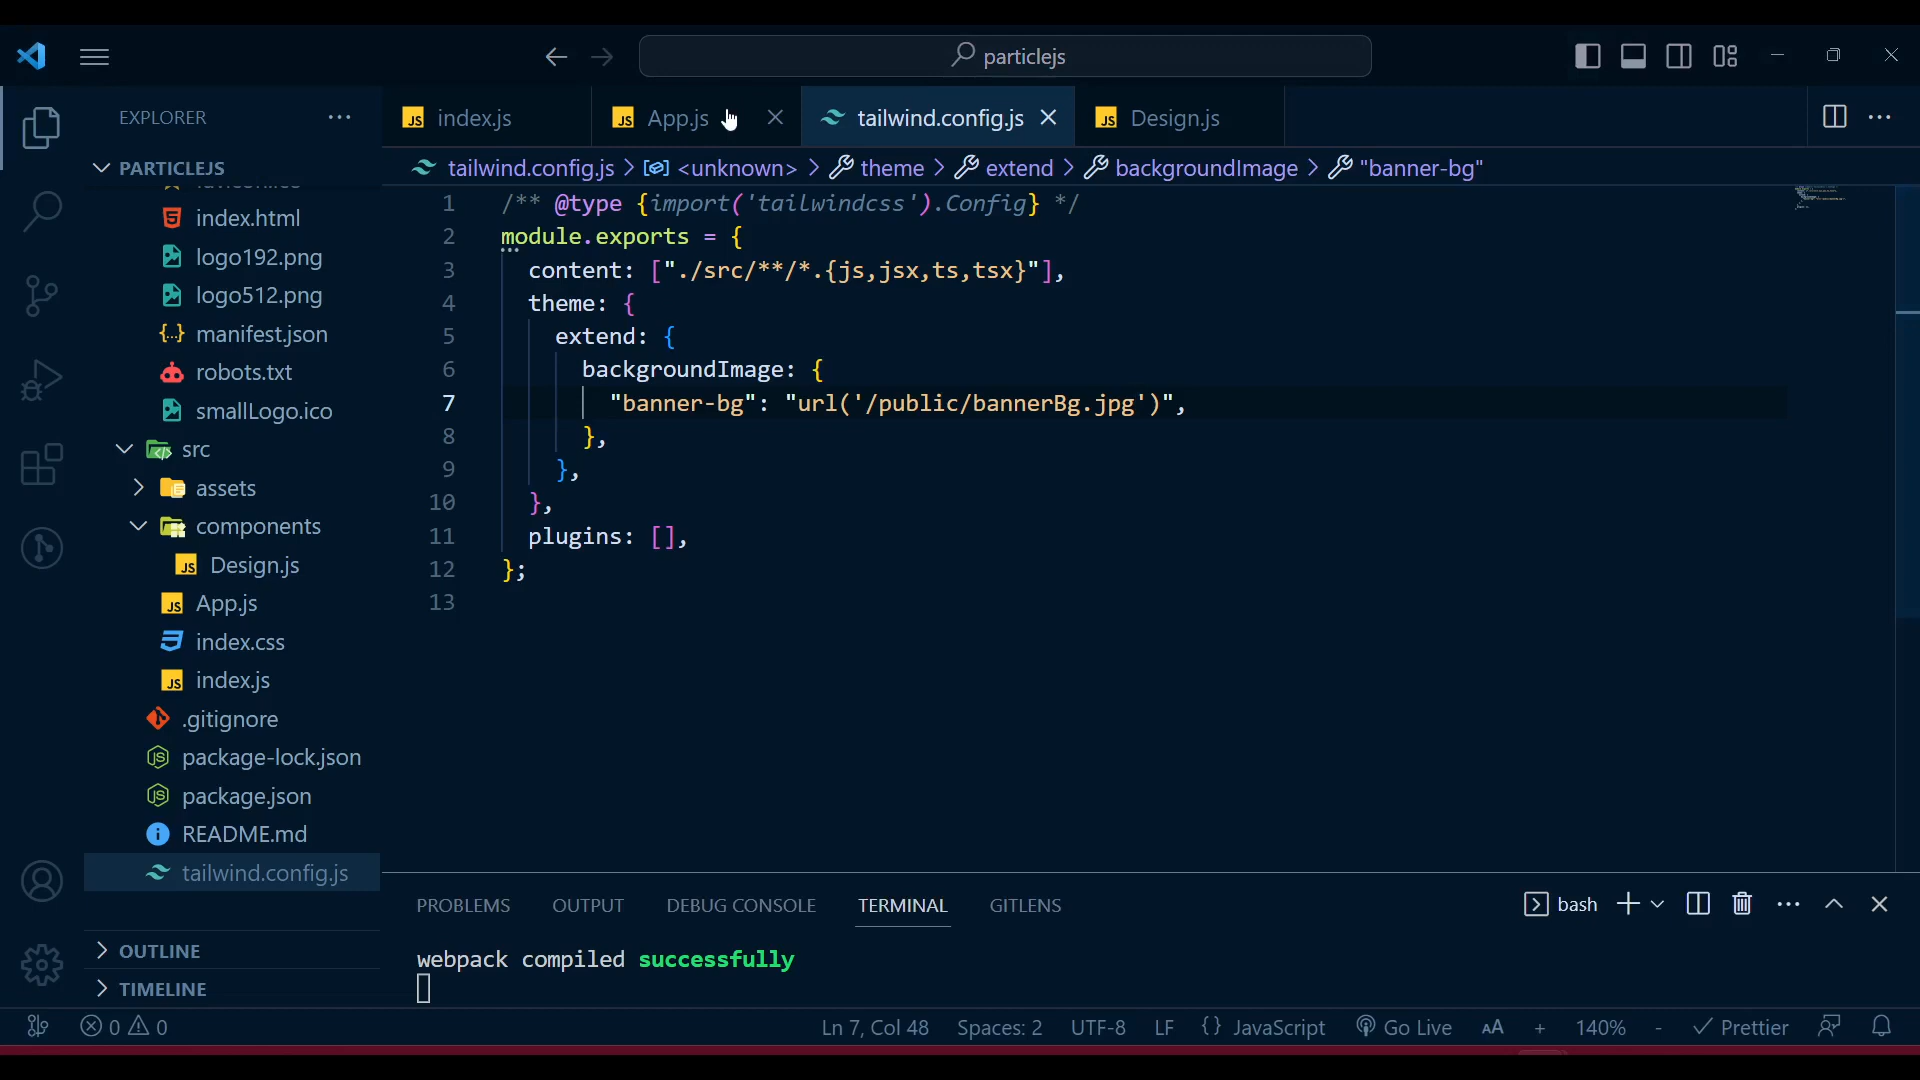 particlejs
EXPLORER
index.js
App.js
tailwind.config.js
Design.js
PARTICLEJS
tailwind.config.js > <unknown> > theme > extend > backgroundImage > "banner-bg"
index.html
logo192.png
logo512.png
manifest.json
robots.txt
smallLogo.ico
src
assets
components
Design.js
App.js
index.css
index.js
.gitignore
package-lock.json
package.json
README.md
tailwind.config.js
OUTLINE
TIMELINE
1 /** @type {import('tailwindcss').Config} */
2 module.exports = {
3 content: ["./src/**/*.{js,jsx,ts,tsx}"],
4 theme: {
5 extend: {
6 backgroundImage: {
7 "banner-bg": "url('/public/bannerBg.jpg')",
8 },
9 },
10 },
11 plugins: [],
12 };
13
PROBLEMS OUTPUT DEBUG CONSOLE TERMINAL GITLENS
bash
webpack compiled successfully
0 0 Ln 7, Col 48 Spaces: 2 UTF-8 LF {} JavaScript Go Live AA + 140% - Prettier